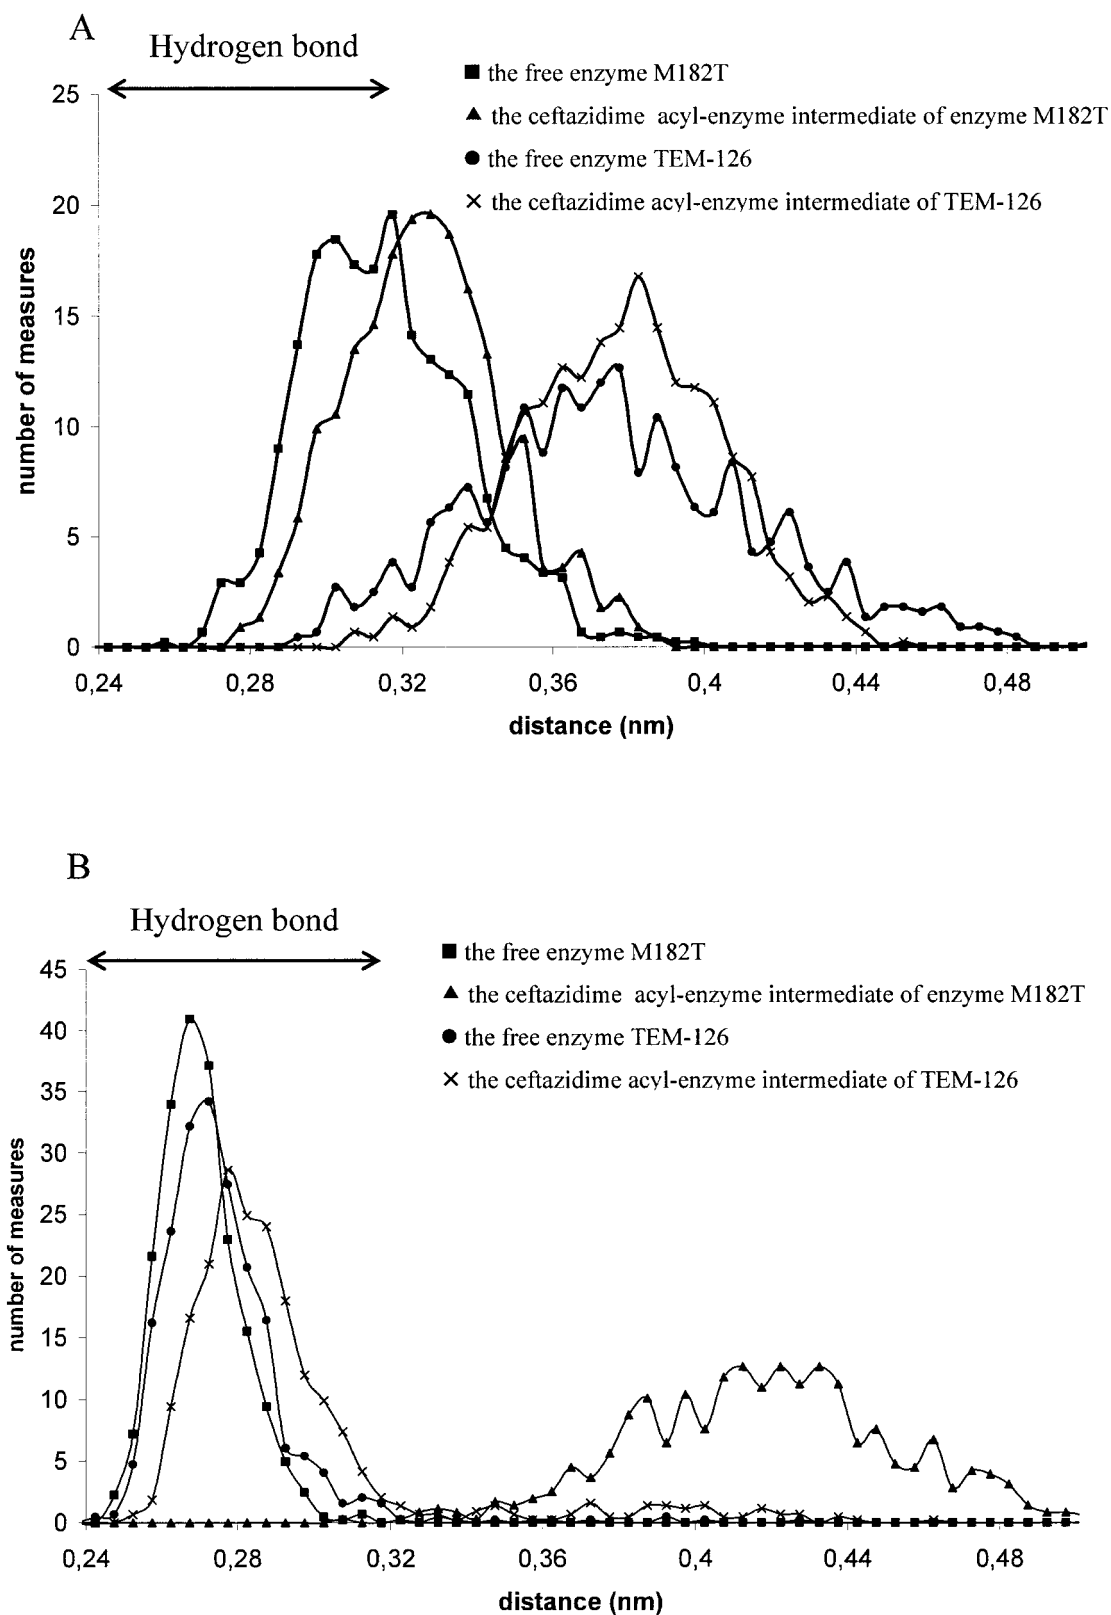 A
Hydrogen bond
■ the free enzyme M182T
▲ the ceftazidime acyl-enzyme intermediate of enzyme M182T
● the free enzyme TEM-126
× the ceftazidime acyl-enzyme intermediate of TEM-126
25
20
15
10
5
0
number of measures
0,24 0,28 0,32 0,36 0,4 0,44 0,48
distance (nm)
B
Hydrogen bond
■ the free enzyme M182T
▲ the ceftazidime acyl-enzyme intermediate of enzyme M182T
● the free enzyme TEM-126
× the ceftazidime acyl-enzyme intermediate of TEM-126
45
40
35
30
25
20
15
10
5
0
number of measures
0,24 0,28 0,32 0,36 0,4 0,44 0,48
distance (nm)